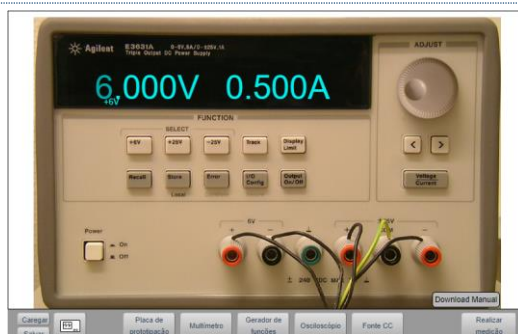 Agilent E3631A 0-6V,5A/0-±25V,1A
Triple Output DC Power Supply
6.000V 0.500A
+6V
ADJUST
FUNCTION
SELECT
+6V +25V -25V Track Display Limit
Recall Store Error I/O Config Output On/Off
Local
Voltage Current
Power
On
Off
6V
+ -
± 240 VDC MAX
Download Manual
Carregar
Salvar
Placa de prototipação
Multímetro
Gerador de funções
Osciloscópio
Fonte CC
Realizar medição